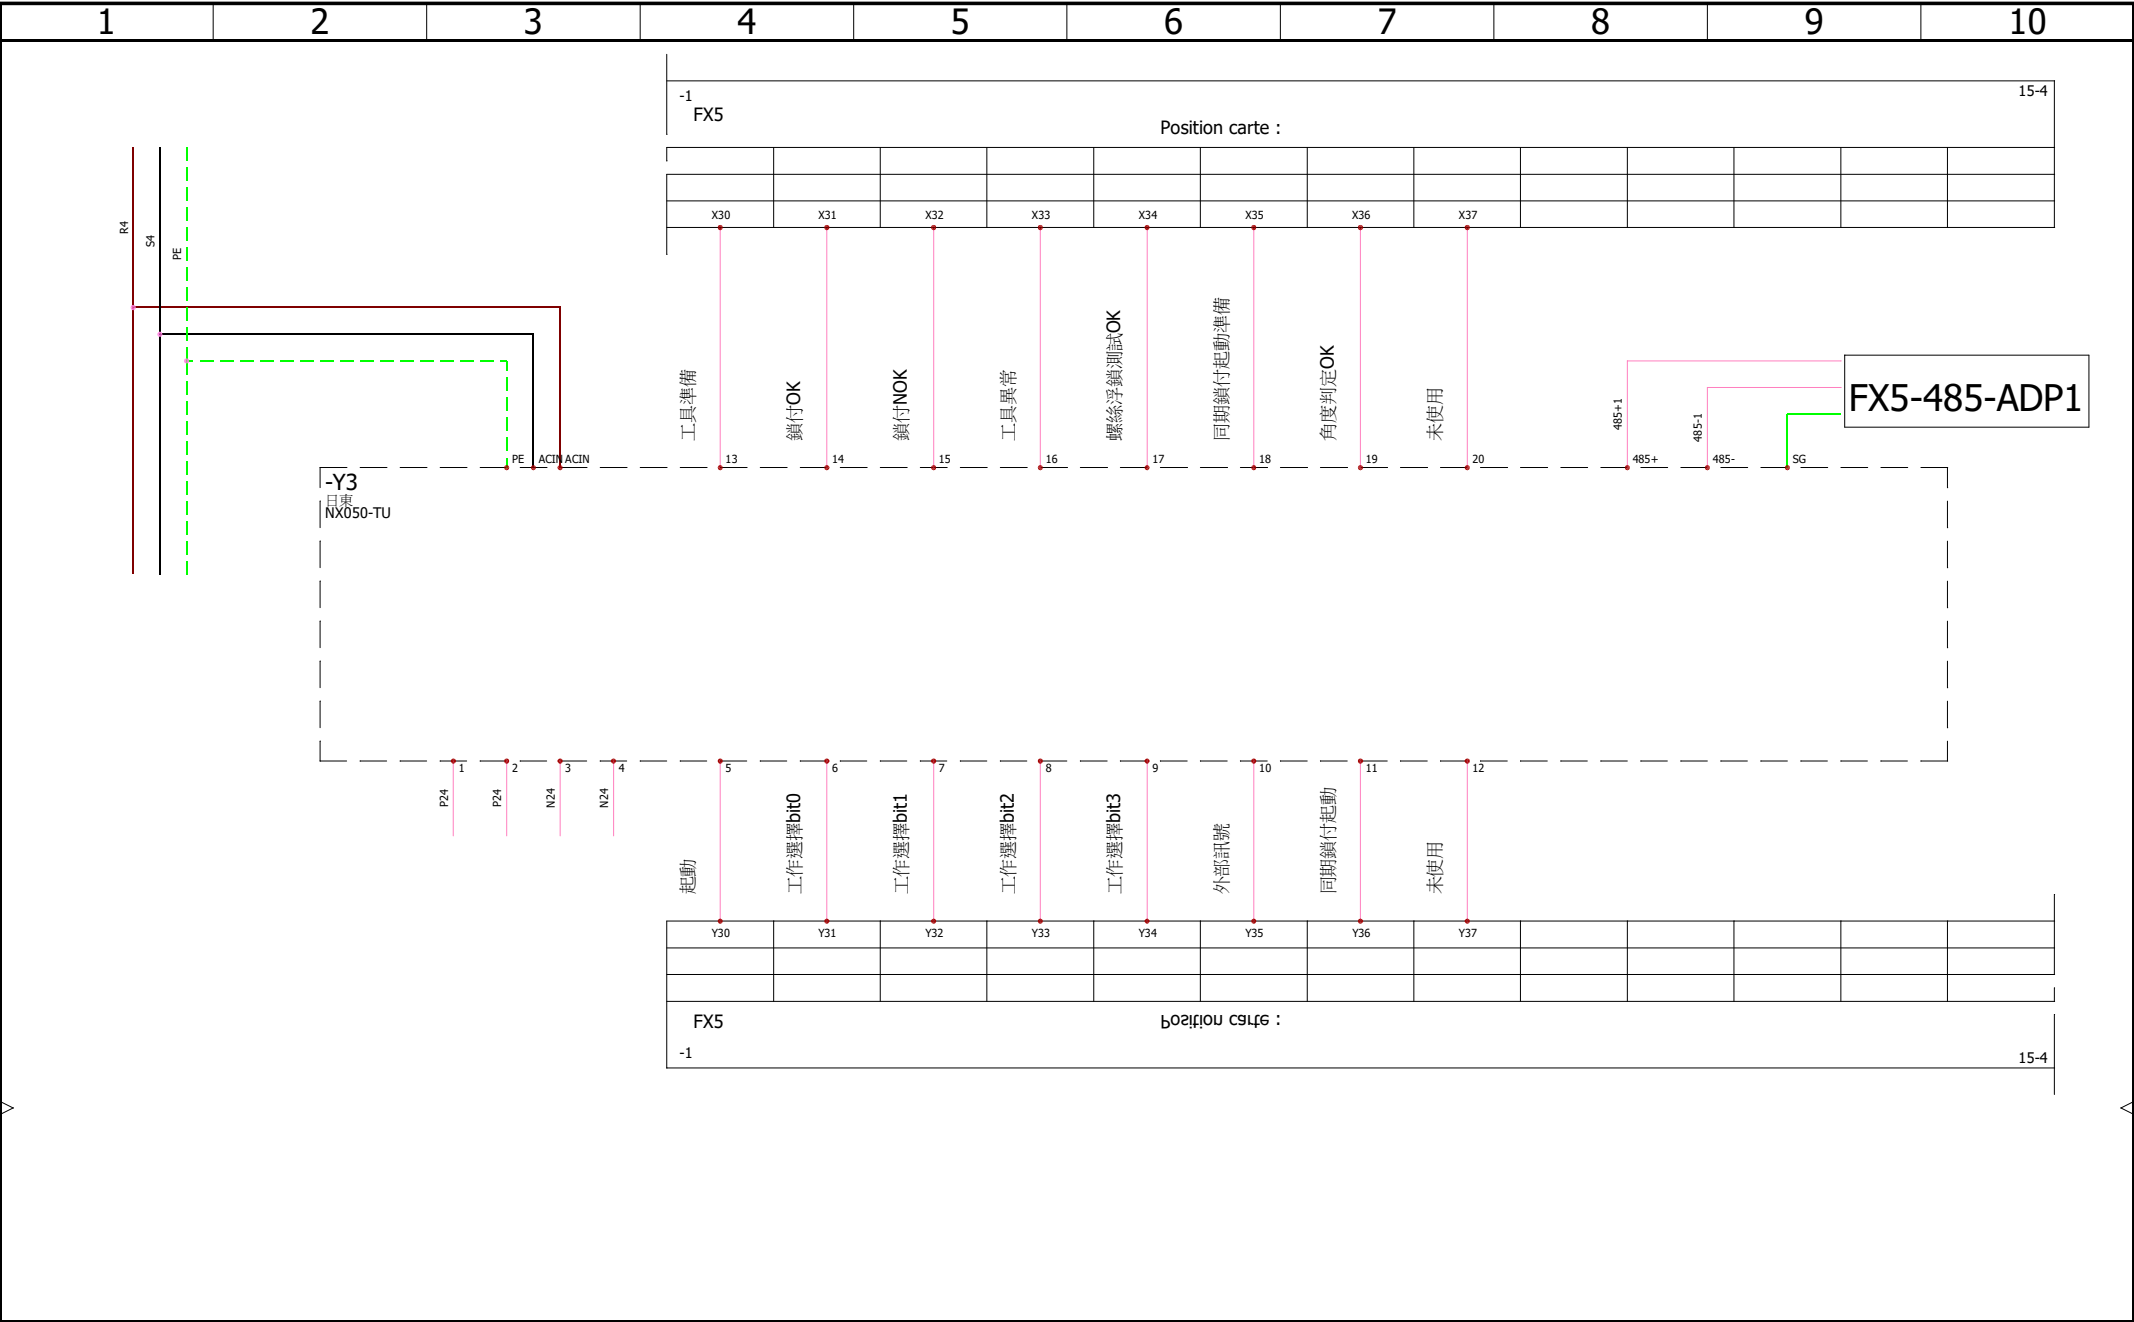 1 2 3 4 5 6 7 8 9 10
-1 15-4
FX5
Position carte :
X30 X31 X32 X33 X34 X35 X36 X37
R4
S4
PE
工具準備
鎖付OK
鎖付NOK
工具異常
螺絲浮鎖測試OK
同期鎖付起動準備
角度判定OK
未使用
485+1
485-1
FX5-485-ADP1
PE ACIN ACIN 13 14 15 16 17 18 19 20 485+ 485- SG
-Y3
日東
NX050-TU
1 2 3 4 5 6 7 8 9 10 11 12
P24
P24
N24
N24
起動
工作選擇bit0
工作選擇bit1
工作選擇bit2
工作選擇bit3
外部訊號
同期鎖付起動
未使用
Y30 Y31 Y32 Y33 Y34 Y35 Y36 Y37
FX5
Position carte :
-1 15-4